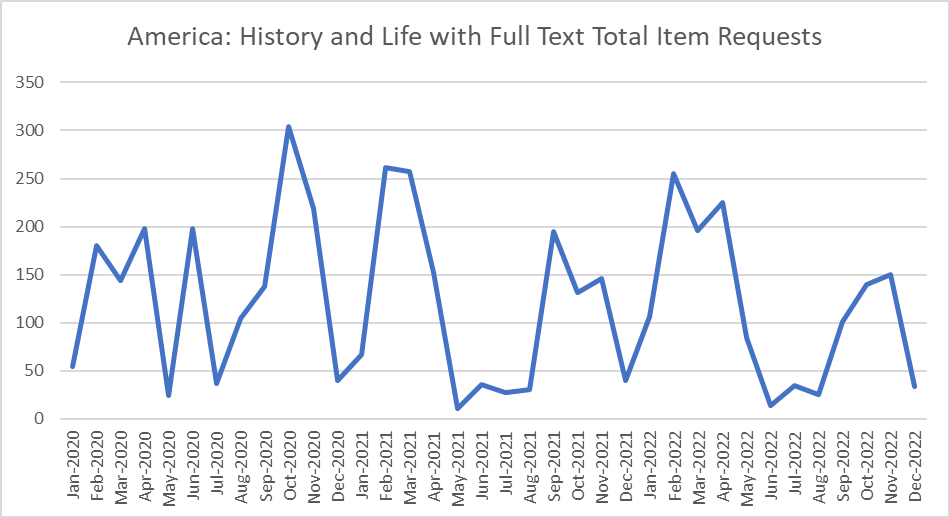 America: History and Life with Full Text Total Item Requests
350
300
250
200
150
100
50
0
Jan-2020
Feb-2020
Mar-2020
Apr-2020
May-2020
Jun-2020
Jul-2020
Aug-2020
Sep-2020
Oct-2020
Nov-2020
Dec-2020
Jan-2021
Feb-2021
Mar-2021
Apr-2021
May-2021
Jun-2021
Jul-2021
Aug-2021
Sep-2021
Oct-2021
Nov-2021
Dec-2021
Jan-2022
Feb-2022
Mar-2022
Apr-2022
May-2022
Jun-2022
Jul-2022
Aug-2022
Sep-2022
Oct-2022
Nov-2022
Dec-2022